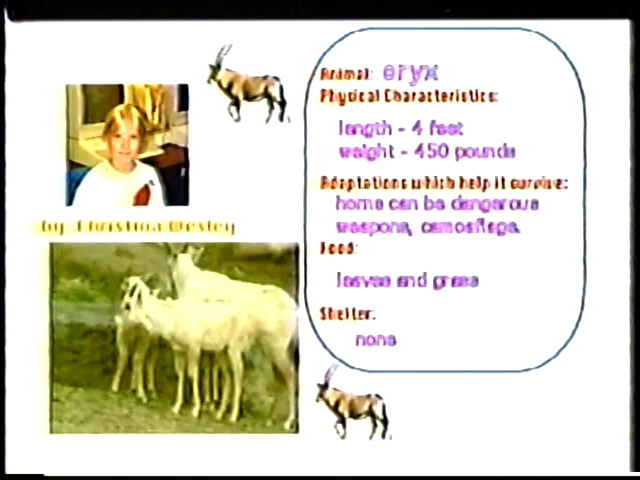 Animal: oryx
Physical Characteristics:
length - 4 feet
weight - 450 pounds
Adaptations which help it survive:
horns can be dangerous
weapons, camouflage.
by Christina
Food:
leaves and grass
Shelter:
none